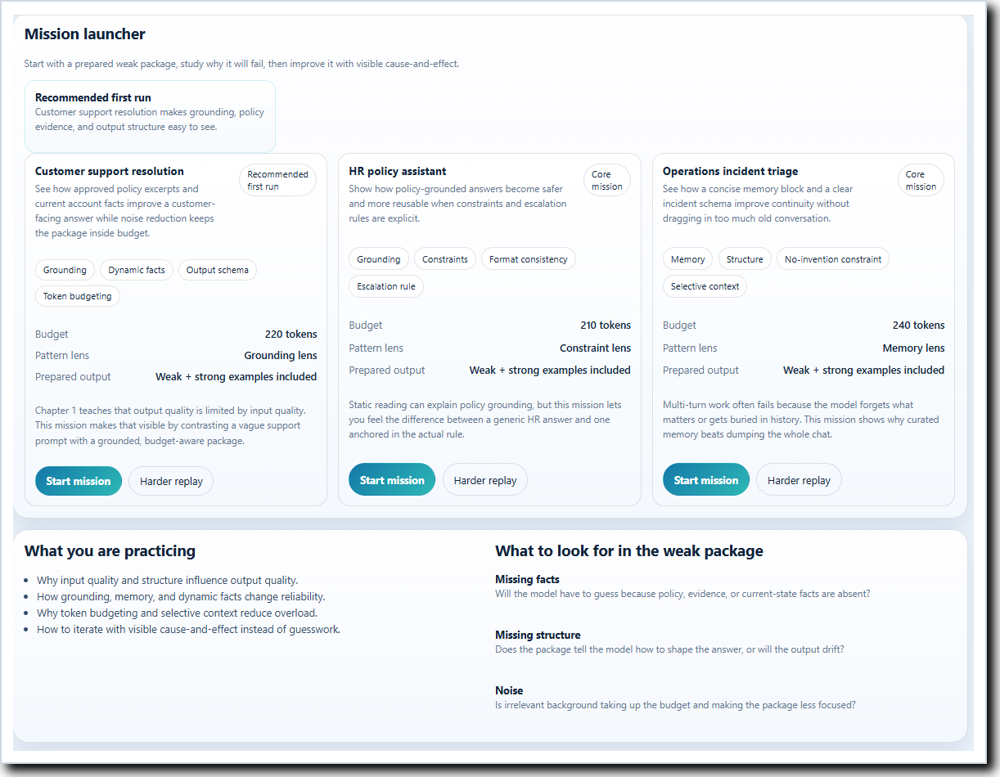 Mission launcher
Start with a prepared weak package, study why it will fail, then improve it with visible cause-and-effect.
Recommended first run
Customer support resolution makes grounding, policy
evidence, and output structure easy to see.
Customer support resolution
Recommended
first run
See how approved policy excerpts and
current account facts improve a customer-
facing answer while noise reduction keeps
the package inside budget.
Grounding
Dynamic facts
Output schema
Token budgeting
Budget
220 tokens
Pattern lens
Grounding lens
Prepared output
Weak + strong examples included
Chapter 1 teaches that output quality is limited by input quality.
This mission makes that visible by contrasting a vague support
prompt with a grounded, budget-aware package.
Start mission
Harder replay
HR policy assistant
Core
mission
Show how policy-grounded answers become safer
and more reusable when constraints and escalation
rules are explicit.
Grounding
Constraints
Format consistency
Escalation rule
Budget
210 tokens
Pattern lens
Constraint lens
Prepared output
Weak + strong examples included
Static reading can explain policy grounding, but this mission lets
you feel the difference between a generic HR answer and one
anchored in the actual rule.
Start mission
Harder replay
Operations incident triage
Core
mission
See how a concise memory block and a clear
incident schema improve continuity without
dragging in too much old conversation.
Memory
Structure
No-invention constraint
Selective context
Budget
240 tokens
Pattern lens
Memory lens
Prepared output
Weak + strong examples included
Multi-turn work often fails because the model forgets what
matters or gets buried in history. This mission shows why curated
memory beats dumping the whole chat.
Start mission
Harder replay
What you are practicing
• Why input quality and structure influence output quality.
• How grounding, memory, and dynamic facts change reliability.
• Why token budgeting and selective context reduce overload.
• How to iterate with visible cause-and-effect instead of guesswork.
What to look for in the weak package
Missing facts
Will the model have to guess because policy, evidence, or current-state facts are absent?
Missing structure
Does the package tell the model how to shape the answer, or will the output drift?
Noise
Is irrelevant background taking up the budget and making the package less focused?